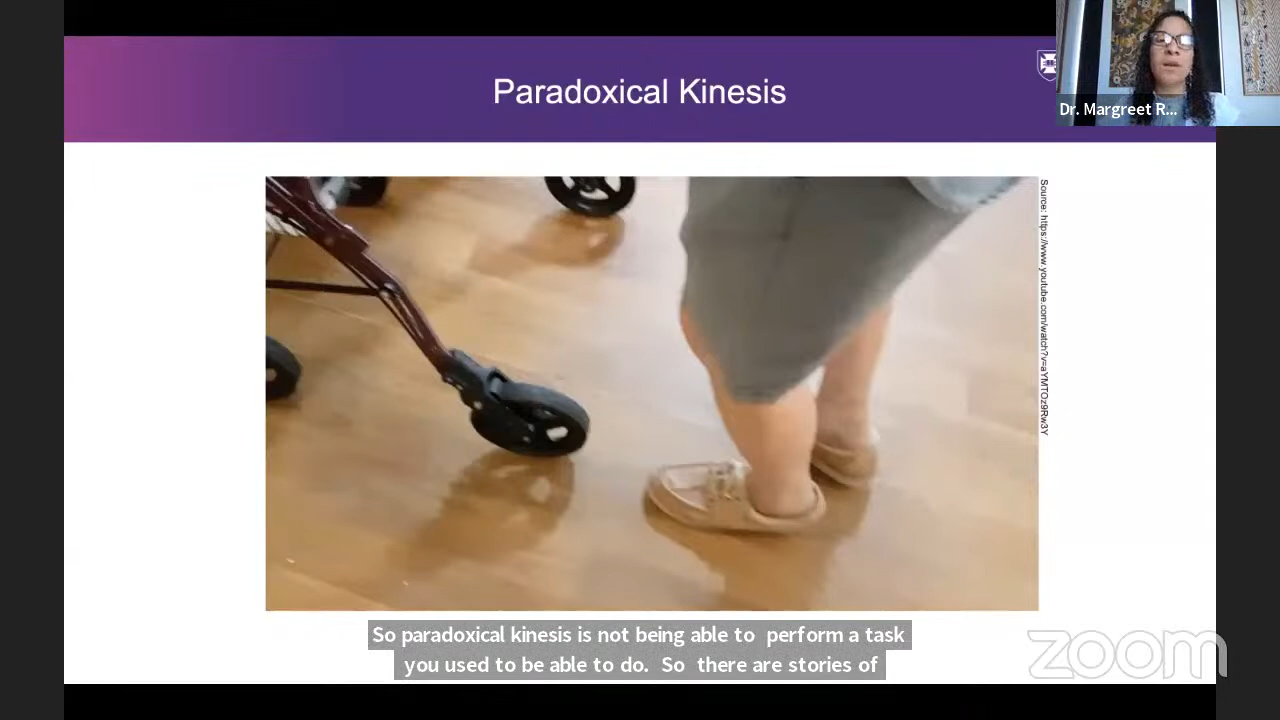 Paradoxical Kinesis
Dr. Margreet R...
Source: https://www.youtube.com/watch?v=aYMTOz9Rw3Y
So paradoxical kinesis is not being able to perform a task
you used to be able to do. So there are stories of
zoom